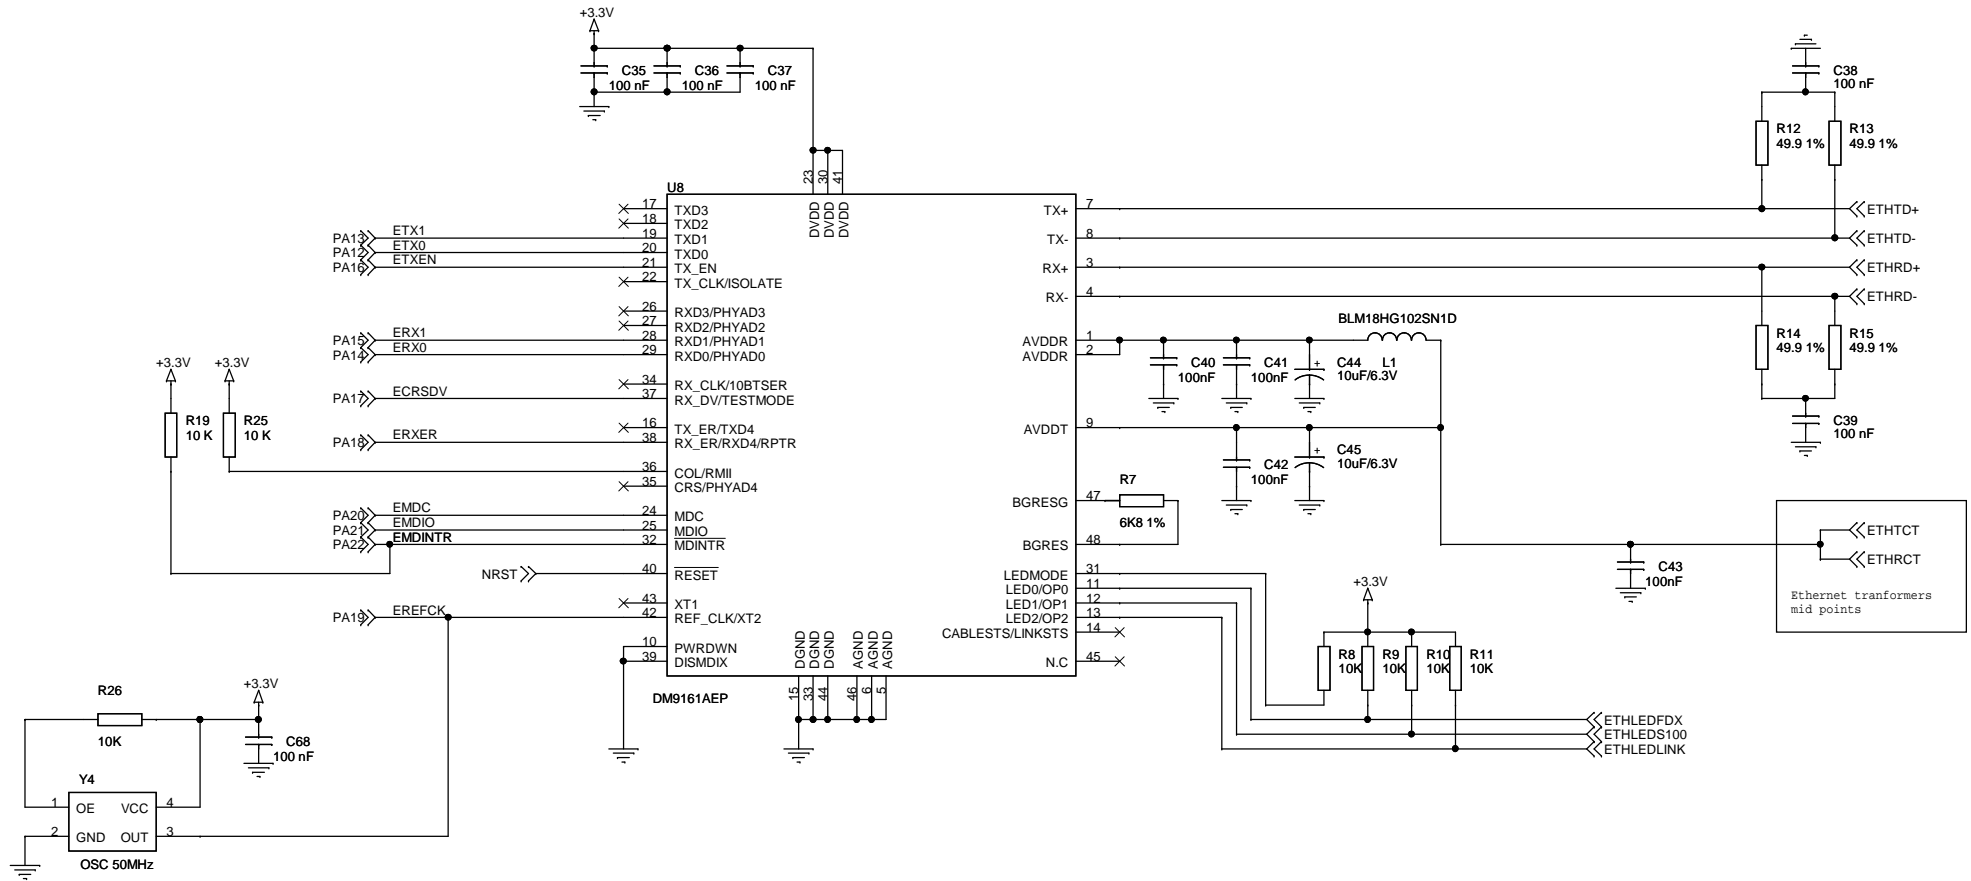 +3.3V
C35
100 nF
C36
100 nF
C37
100 nF
C38
100 nF
R12
49.9 1%
R13
49.9 1%
U8
23
30
41
DVDD
DVDD
DVDD
17 TXD3
18 TXD2
PA13 ETX1 19 TXD1
PA12 ETX0 20 TXD0
PA16 ETXEN 21 TX_EN
22 TX_CLK/ISOLATE
26 RXD3/PHYAD3
27 RXD2/PHYAD2
PA15 ERX1 28 RXD1/PHYAD1
PA14 ERX0 29 RXD0/PHYAD0
34 RX_CLK/10BTSER
PA17 ECRSDV 37 RX_DV/TESTMODE
16 TX_ER/TXD4
PA18 ERXER 38 RX_ER/RXD4/RPTR
36 COL/RMII
35 CRS/PHYAD4
PA20 EMDC 24 MDC
PA21 EMDIO 25 MDIO
PA22 EMDINTR 32 MDINTR
NRST 40 RESET
43 XT1
PA19 EREFCK 42 REF_CLK/XT2
10 PWRDWN
39 DISMDIX
+3.3V
+3.3V
R19
10 K
R25
10 K
TX+ 7 ETHTD+
TX- 8 ETHTD-
RX+ 3 ETHRD+
RX- 4 ETHRD-
AVDDR 1
AVDDR 2
BLM18HG102SN1D
L1
C40
100nF
C41
100nF
+
C44
10uF/6.3V
R14
49.9 1%
R15
49.9 1%
C39
100 nF
AVDDT 9
C42
100nF
+
C45
10uF/6.3V
BGRESG 47
R7
6K8 1%
BGRES 48
LEDMODE 31
LED0/OP0 11
LED1/OP1 12
LED2/OP2 13
CABLESTS/LINKSTS 14
N.C 45
C43
100nF
ETHTCT
ETHRCT
Ethernet tranformers
mid points
+3.3V
R8
10K
R9
10K
R10
10K
R11
10K
ETHLEDFDX
ETHLEDS100
ETHLEDLINK
DGND
DGND
DGND
AGND
AGND
AGND
15
33
44
46
6
5
DM9161AEP
R26
10K
+3.3V
C68
100 nF
Y4
1 OE VCC 4
2 GND OUT 3
OSC 50MHz